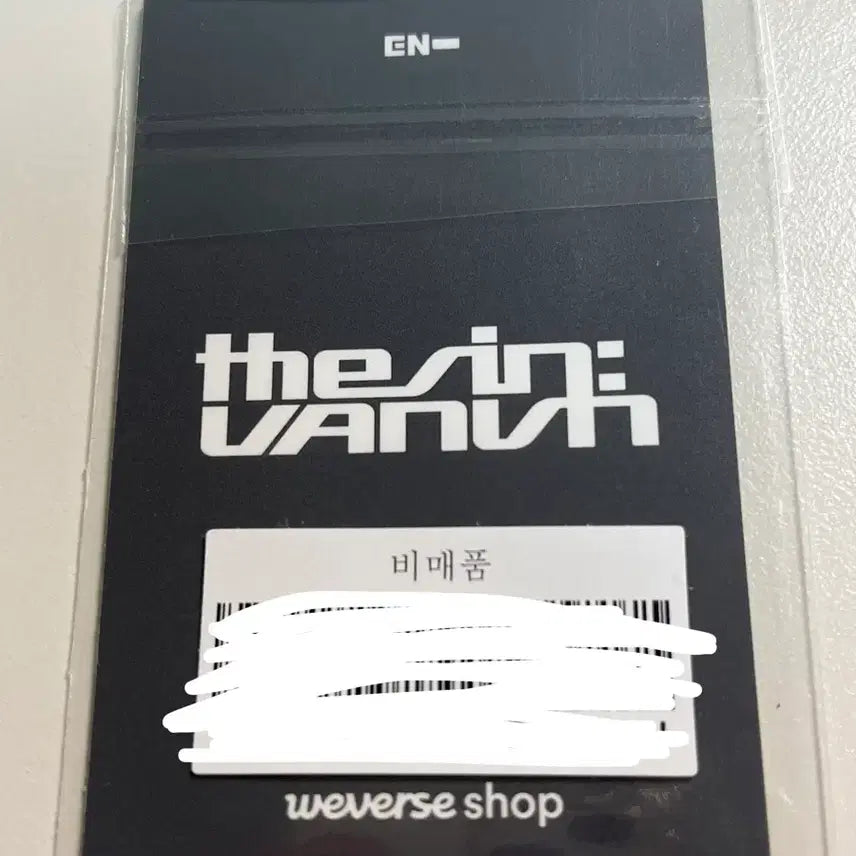 EN-
the sin:
VANISH
비매품
weverse shop